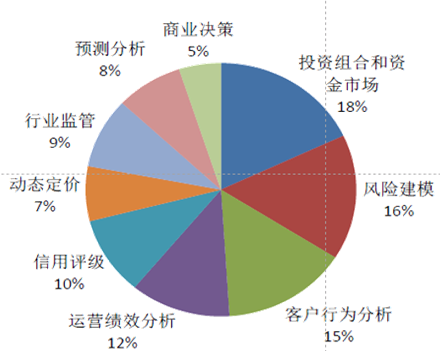 投资组合和资
金市场
18%
风险建模
16%
客户行为分析
15%
运营绩效分析
12%
信用评级
10%
动态定价
7%
行业监管
9%
预测分析
8%
商业决策
5%